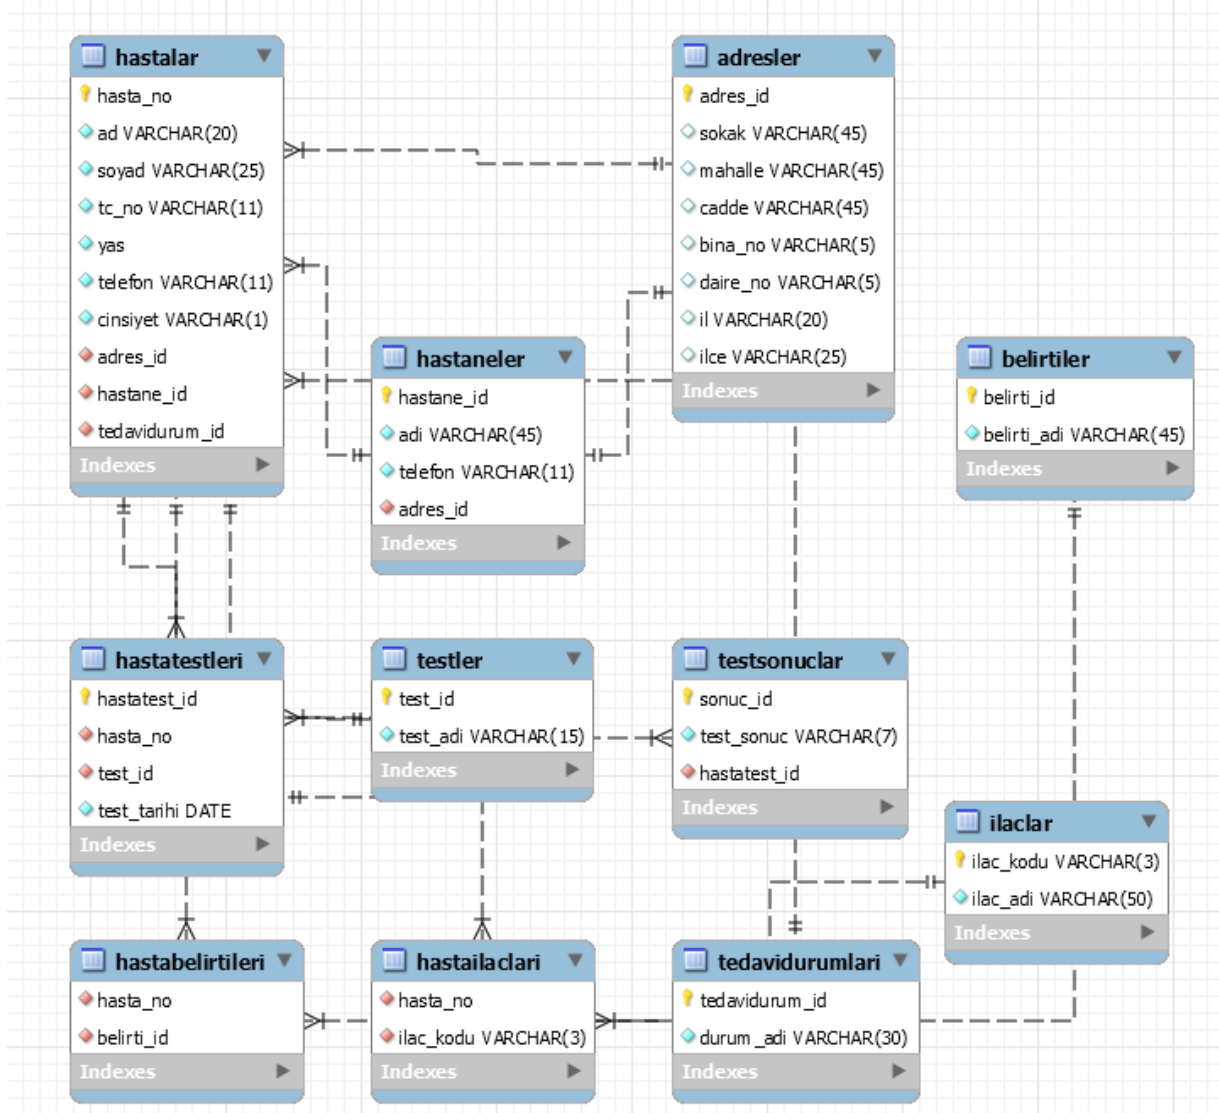 hastalar
hasta_no
ad VARCHAR(20)
soyad VARCHAR(25)
tc_no VARCHAR(11)
yas
telefon VARCHAR(11)
cinsiyet VARCHAR(1)
adres_id
hastane_id
tedavidurum_id
Indexes
adresler
adres_id
sokak VARCHAR(45)
mahalle VARCHAR(45)
cadde VARCHAR(45)
bina_no VARCHAR(5)
daire_no VARCHAR(5)
il VARCHAR(20)
ilce VARCHAR(25)
Indexes
hastaneler
hastane_id
adi VARCHAR(45)
telefon VARCHAR(11)
adres_id
Indexes
belirtiler
belirti_id
belirti_adi VARCHAR(45)
Indexes
hastatestleri
hastatest_id
hasta_no
test_id
test_tarihi DATE
Indexes
testler
test_id
test_adi VARCHAR(15)
Indexes
testsonuclar
sonuc_id
test_sonuc VARCHAR(7)
hastatest_id
Indexes
ilaclar
ilac_kodu VARCHAR(3)
ilac_adi VARCHAR(50)
Indexes
hastabelirtileri
hasta_no
belirti_id
Indexes
hastailaclari
hasta_no
ilac_kodu VARCHAR(3)
Indexes
tedavidurumlari
tedavidurum_id
durum_adi VARCHAR(30)
Indexes